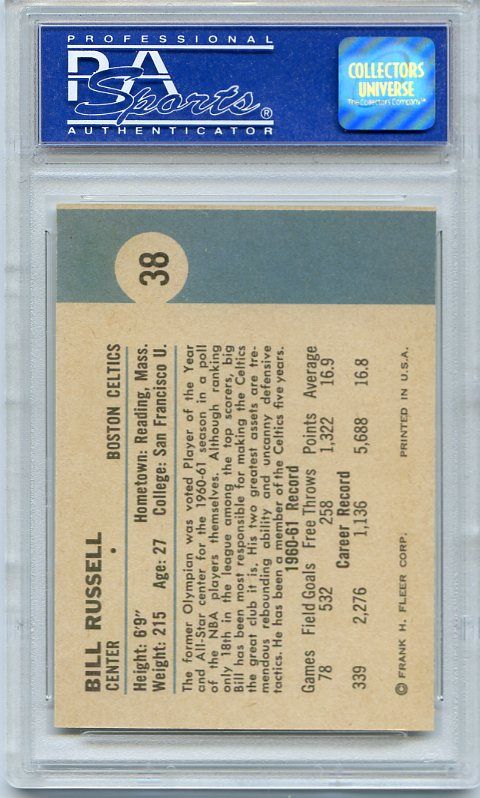 PROFESSIONAL
PSA
Sports®
AUTHENTICATOR
COLLECTORS
UNIVERSE
The Collectors Company™
38
BILL RUSSELL
CENTER • BOSTON CELTICS
Height: 6'9" Hometown: Reading, Mass.
Weight: 215 Age: 27 College: San Francisco U.
The former Olympian was voted Player of the Year
and All-Star center for the 1960-61 season in a poll
of the NBA players themselves. Although ranking
only 18th in the league among the top scorers, big
Bill has been most responsible for making the Celtics
the great club it is. His two greatest assets are tre-
mendous rebounding ability and uncanny defensive
tactics. He has been a member of the Celtics five years.
1960-61 Record
Games Field Goals Free Throws Points Average
78 532 258 1,322 16.9
Career Record
339 2,276 1,136 5,688 16.8
© FRANK H. FLEER CORP. PRINTED IN U.S.A.